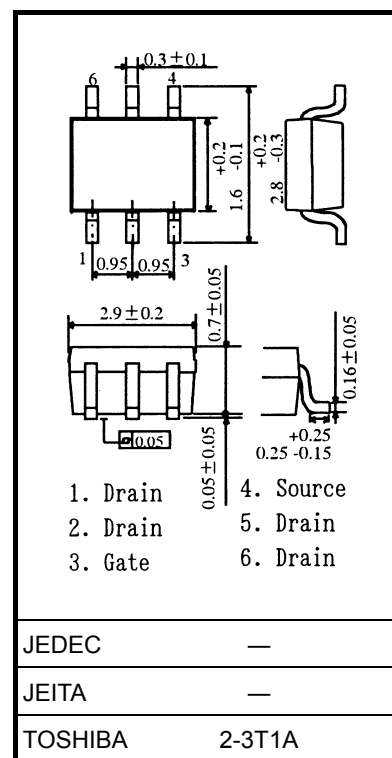 0.3±0.1
6 4
+0.2
1.6 -0.1
+0.2
2.8 -0.3
1 0.95 0.95 3
2.9±0.2
0.7±0.05
0.16±0.05
0.05
0.05±0.05
+0.25
0.25 -0.15
1. Drain
2. Drain
3. Gate
4. Source
5. Drain
6. Drain
JEDEC —
JEITA —
TOSHIBA 2-3T1A